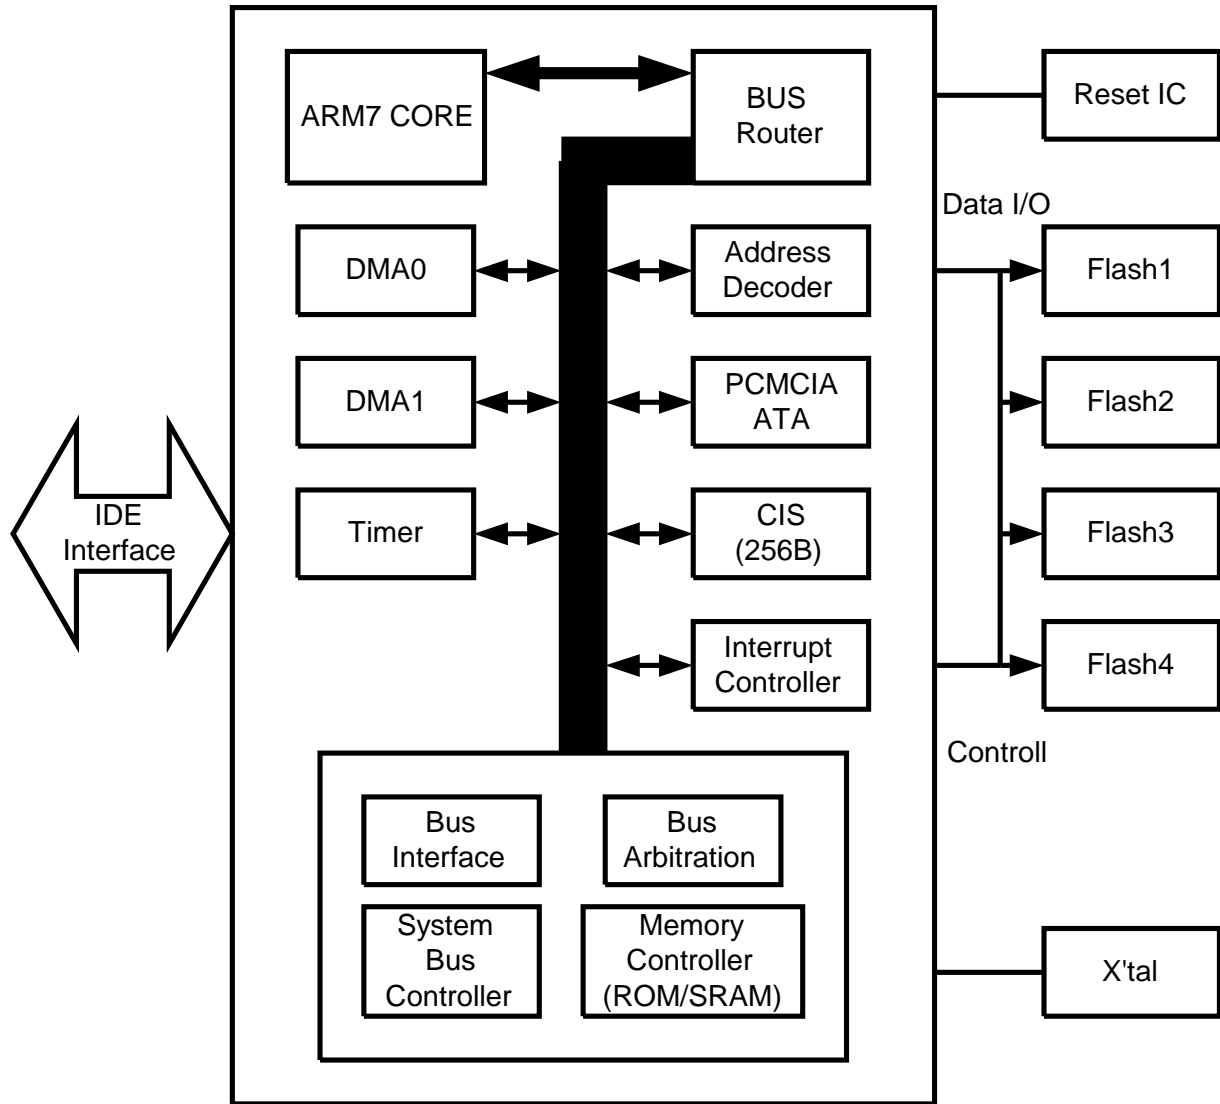 ARM7 CORE
BUS
Router
Reset IC
Data I/O
DMA0
Address
Decoder
Flash1
DMA1
PCMCIA
ATA
Flash2
IDE
Interface
Timer
CIS
(256B)
Flash3
Interrupt
Controller
Flash4
Controll
Bus
Interface
Bus
Arbitration
System
Bus
Controller
Memory
Controller
(ROM/SRAM)
X'tal